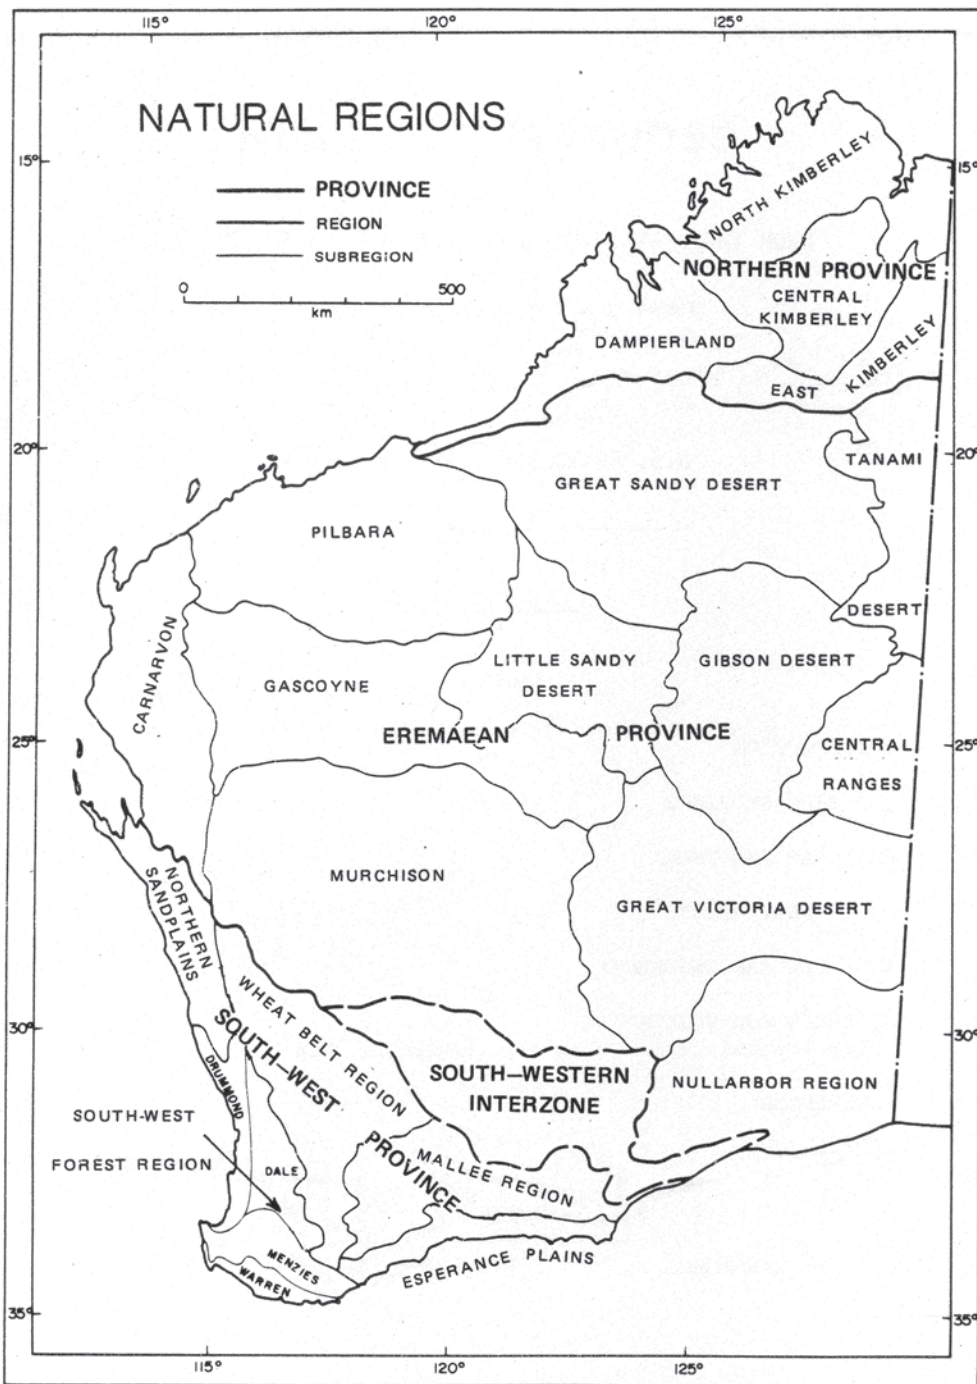 115°
120°
125°
NATURAL REGIONS
15°
15°
PROVINCE
REGION
SUBREGION
0
500
km
NORTH KIMBERLEY
NORTHERN PROVINCE
CENTRAL
KIMBERLEY
DAMPIERLAND
EAST
KIMBERLEY
20°
20°
TANAMI
GREAT SANDY DESERT
PILBARA
DESERT
CARNARVON
LITTLE SANDY
DESERT
GIBSON DESERT
GASCOYNE
EREMAEAN
PROVINCE
25°
25°
CENTRAL
RANGES
MURCHISON
NORTHERN
SANDPLAINS
GREAT VICTORIA DESERT
30°
30°
WHEAT BELT REGION
SOUTH-WEST
DRUMMOND
SOUTH-WESTERN
INTERZONE
NULLARBOR REGION
SOUTH-WEST
FOREST REGION
DALE
PROVINCE
MALLEE REGION
MENZIES
WARREN
ESPERANCE PLAINS
35°
35°
115°
120°
125°